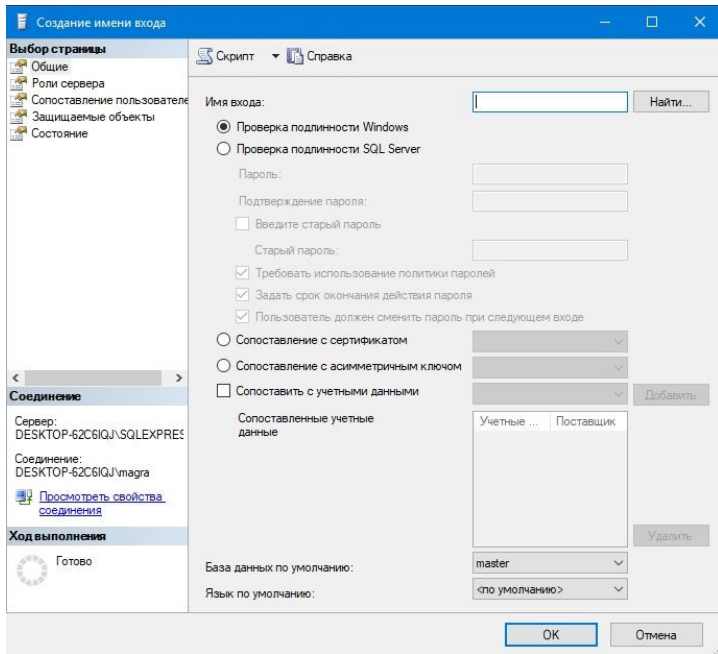 Создание имени входа
Выбор страницы
Общие
Роли сервера
Сопоставление пользователе
Защищаемые объекты
Состояние
Соединение
Сервер:
DESKTOP-62C6IQJ\SQLEXPRES
Соединение:
DESKTOP-62C6IQJ\magra
Просмотреть свойства
соединения
Ход выполнения
Готово
Скрипт
Справка
Имя входа:
Найти...
Проверка подлинности Windows
Проверка подлинности SQL Server
Пароль:
Подтверждение пароля:
Введите старый пароль
Старый пароль:
Требовать использование политики паролей
Задать срок окончания действия пароля
Пользователь должен сменить пароль при следующем входе
Сопоставление с сертификатом
Сопоставление с асимметричным ключом
Сопоставить с учетными данными
Добавить
Сопоставленные учетные
данные
Учетные ... Поставщик
Удалить
База данных по умолчанию:
master
Язык по умолчанию:
<по умолчанию>
OK
Отмена